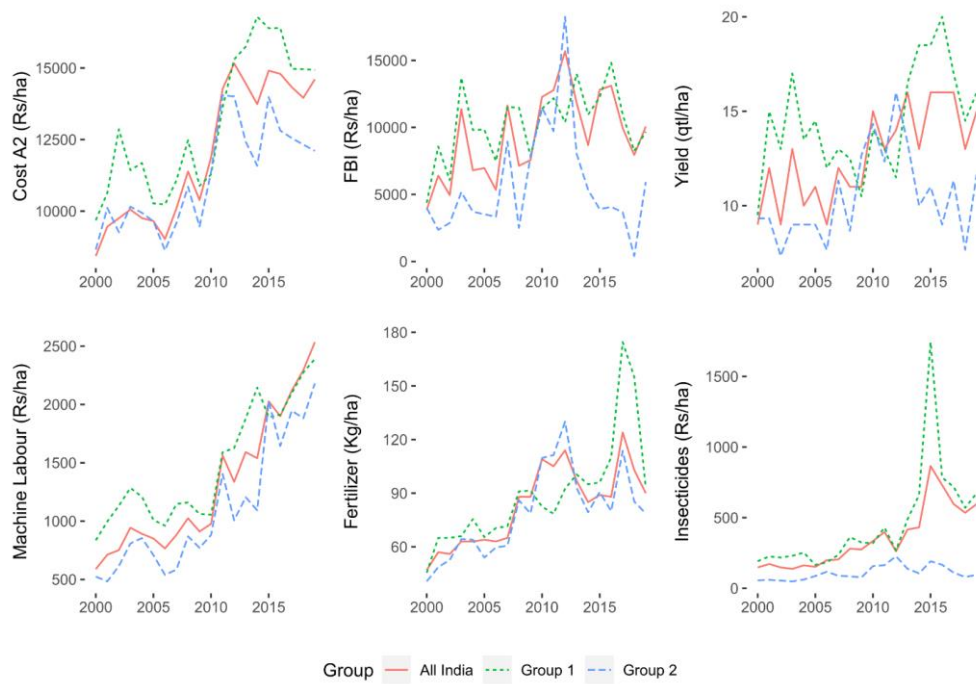 Cost A2 (Rs/ha)
15000
12500
10000
2000 2005 2010 2015
FBI (Rs/ha)
15000
10000
5000
0
2000 2005 2010 2015
Yield (qtl/ha)
20
15
10
2000 2005 2010 2015
Machine Labour (Rs/ha)
2500
2000
1500
1000
500
2000 2005 2010 2015
Fertilizer (Kg/ha)
180
150
120
90
60
2000 2005 2010 2015
Insecticides (Rs/ha)
1500
1000
500
0
2000 2005 2010 2015
Group All India Group 1 Group 2